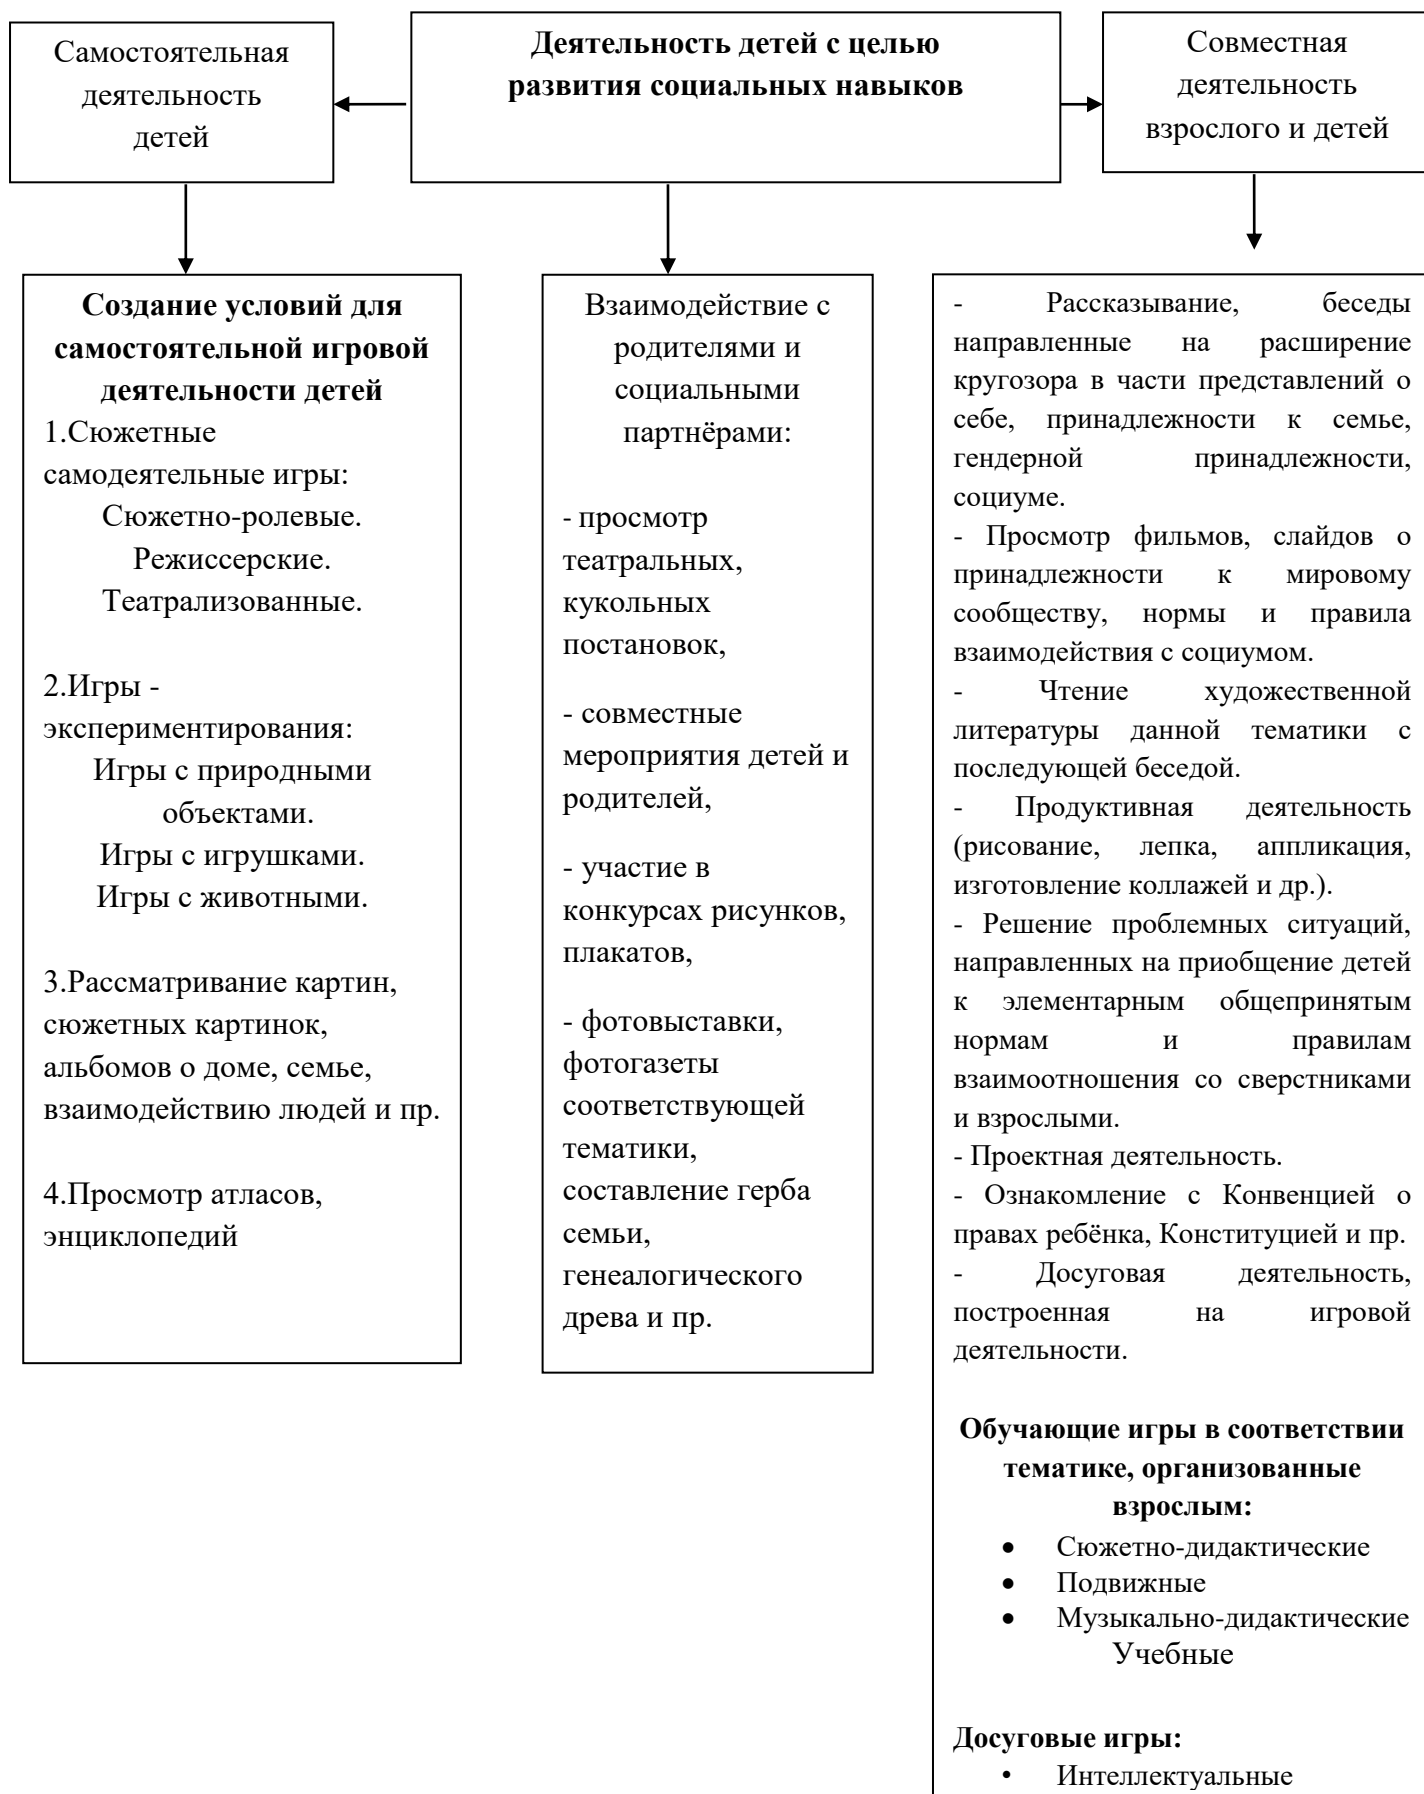 Самостоятельная
деятельность
детей
Деятельность детей с целью
развития социальных навыков
Совместная
деятельность
взрослого и детей
Создание условий для
самостоятельной игровой
деятельности детей
1.Сюжетные
самодеятельные игры:
Сюжетно-ролевые.
Режиссерские.
Театрализованные.
2.Игры -
экспериментирования:
Игры с природными
объектами.
Игры с игрушками.
Игры с животными.
3.Рассматривание картин,
сюжетных картинок,
альбомов о доме, семье,
взаимодействию людей и пр.
4.Просмотр атласов,
энциклопедий
Взаимодействие с
родителями и
социальными
партнёрами:
- просмотр
театральных,
кукольных
постановок,
- совместные
мероприятия детей и
родителей,
- участие в
конкурсах рисунков,
плакатов,
- фотовыставки,
фотогазеты
соответствующей
тематики,
составление герба
семьи,
генеалогического
древа и пр.
- Рассказывание, беседы
направленные на расширение
кругозора в части представлений о
себе, принадлежности к семье,
гендерной принадлежности,
социуме.
- Просмотр фильмов, слайдов о
принадлежности к мировому
сообществу, нормы и правила
взаимодействия с социумом.
- Чтение художественной
литературы данной тематики с
последующей беседой.
- Продуктивная деятельность
(рисование, лепка, аппликация,
изготовление коллажей и др.).
- Решение проблемных ситуаций,
направленных на приобщение детей
к элементарным общепринятым
нормам и правилам
взаимоотношения со сверстниками
и взрослыми.
- Проектная деятельность.
- Ознакомление с Конвенцией о
правах ребёнка, Конституцией и пр.
- Досуговая деятельность,
построенная на игровой
деятельности.
Обучающие игры в соответствии
тематике, организованные
взрослым:
• Сюжетно-дидактические
• Подвижные
• Музыкально-дидактические
Учебные
Досуговые игры:
• Интеллектуальные